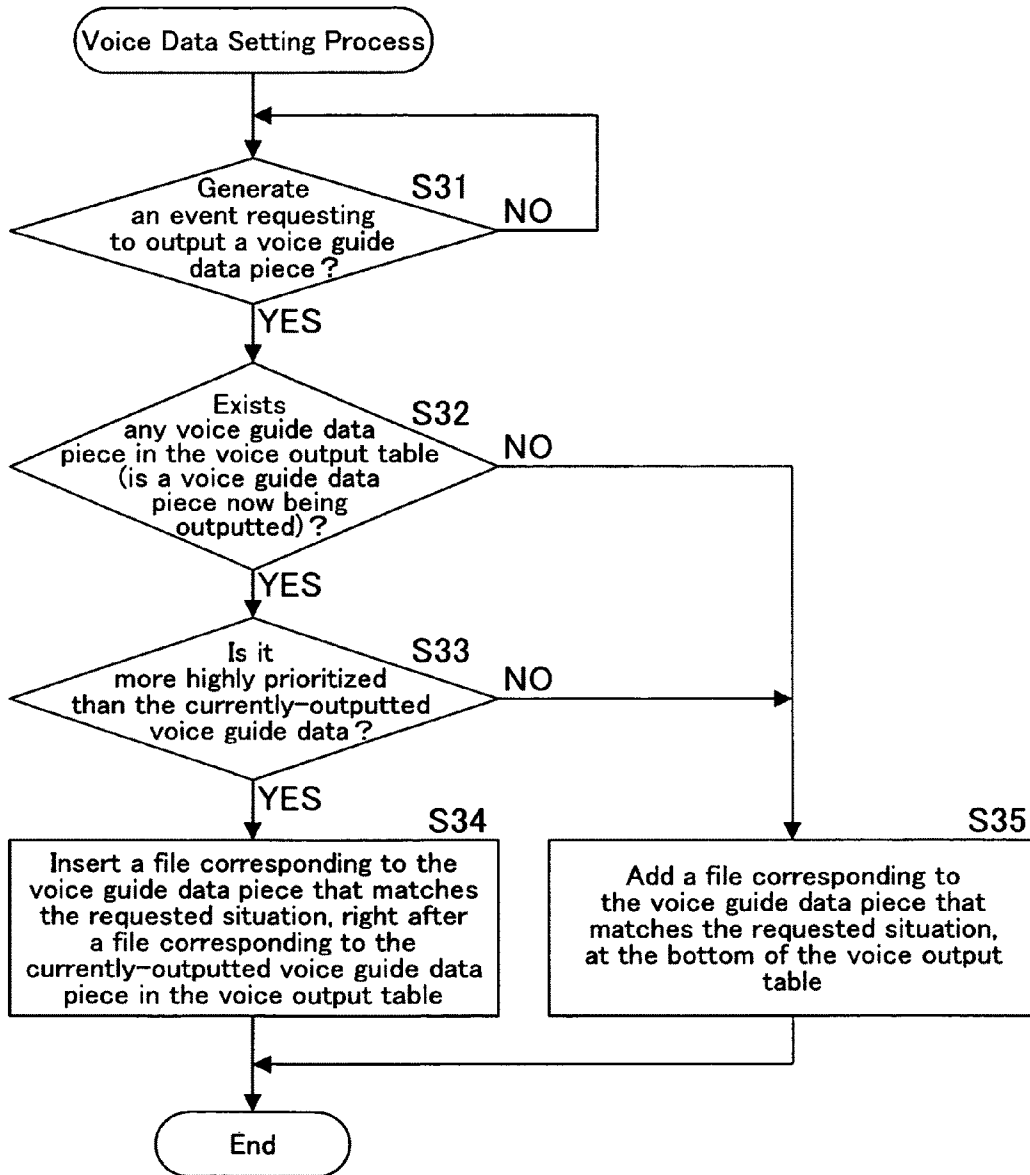 Voice Data Setting Process
Generate
an event requesting
to output a voice guide
data piece?
S31
NO
YES
Exists
any voice guide data
piece in the voice output table
(is a voice guide data
piece now being
outputted)?
S32
NO
YES
Is it
more highly prioritized
than the currently-outputted
voice guide data?
S33
NO
YES
S34
Insert a file corresponding to the
voice guide data piece that matches
the requested situation, right after
a file corresponding to the
currently-outputted voice guide data
piece in the voice output table
S35
Add a file corresponding to
the voice guide data piece that
matches the requested situation,
at the bottom of the voice output
table
End